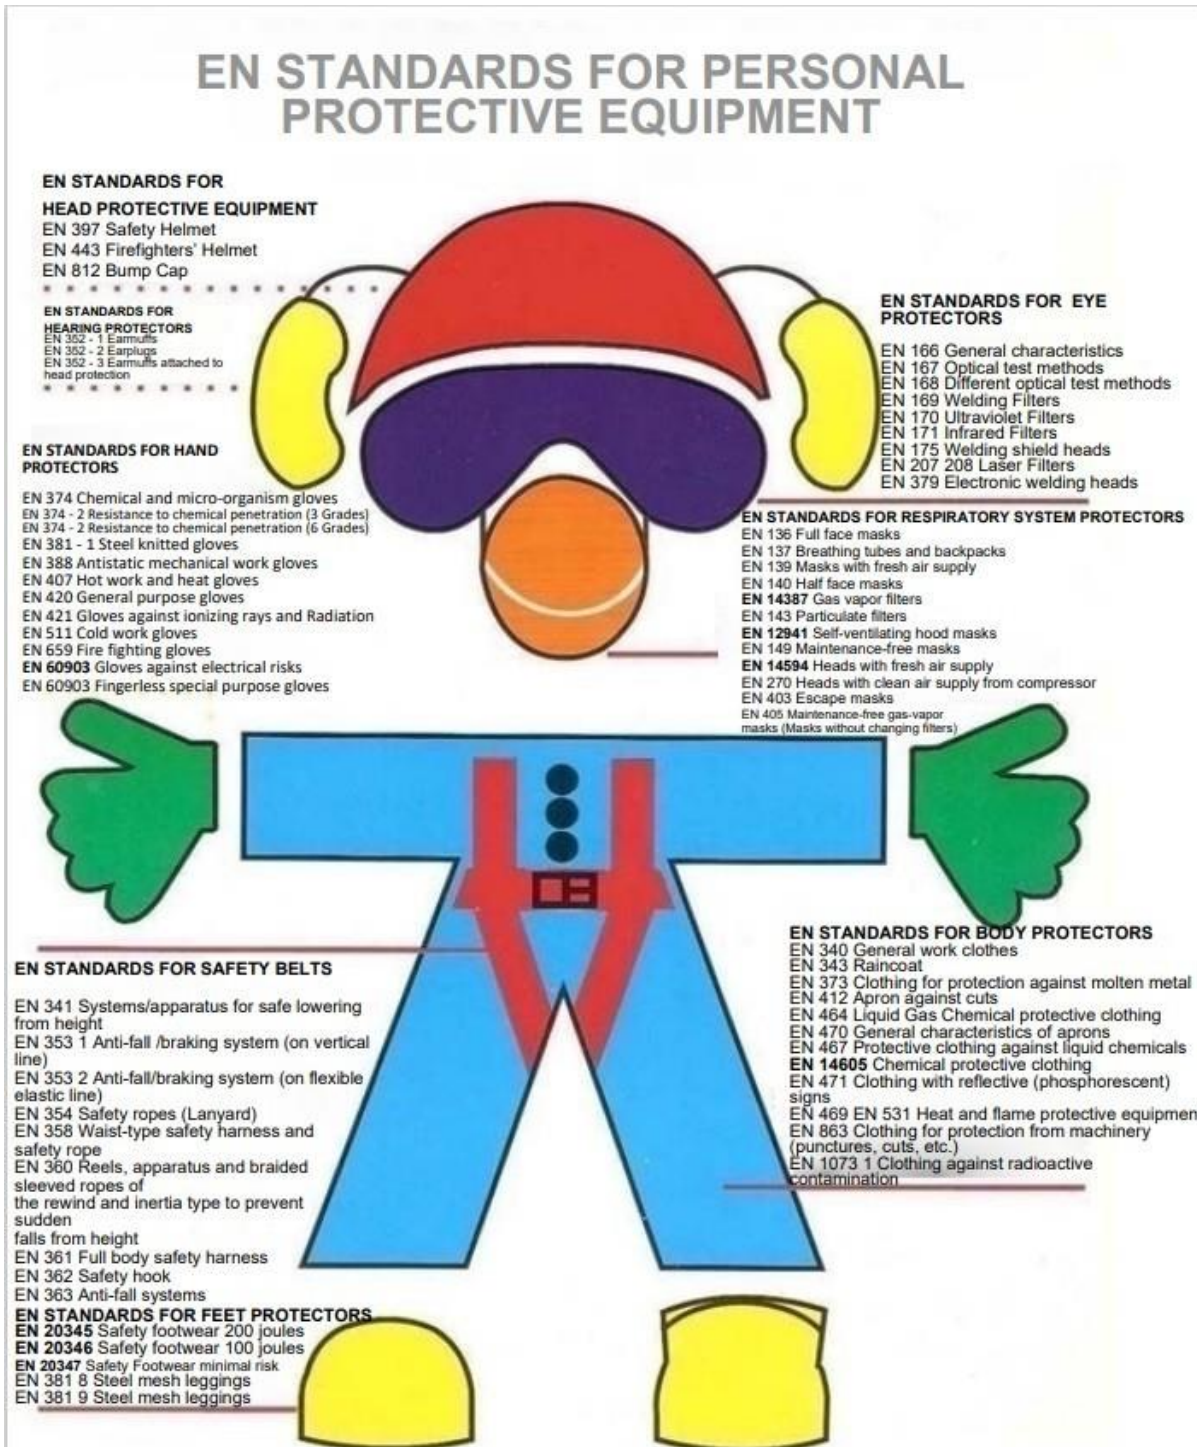 EN STANDARDS FOR PERSONAL
PROTECTIVE EQUIPMENT
EN STANDARDS FOR
HEAD PROTECTIVE EQUIPMENT
EN 397 Safety Helmet
EN 443 Firefighters' Helmet
EN 812 Bump Cap
EN STANDARDS FOR
HEARING PROTECTORS
EN 352 - 1 Earmuffs
EN 352 - 2 Earplugs
EN 352 - 3 Earmuffs attached to
head protection
EN STANDARDS FOR EYE
PROTECTORS
EN 166 General characteristics
EN 167 Optical test methods
EN 168 Different optical test methods
EN 169 Welding Filters
EN 170 Ultraviolet Filters
EN 171 Infrared Filters
EN 175 Welding shield heads
EN 207 208 Laser Filters
EN 379 Electronic welding heads
EN STANDARDS FOR HAND
PROTECTORS
EN 374 Chemical and micro-organism gloves
EN 374 - 2 Resistance to chemical penetration (3 Grades)
EN 374 - 2 Resistance to chemical penetration (6 Grades)
EN 381 - 1 Steel knitted gloves
EN 388 Antistatic mechanical work gloves
EN 407 Hot work and heat gloves
EN 420 General purpose gloves
EN 421 Gloves against ionizing rays and Radiation
EN 511 Cold work gloves
EN 659 Fire fighting gloves
EN 60903 Gloves against electrical risks
EN 60903 Fingerless special purpose gloves
EN STANDARDS FOR RESPIRATORY SYSTEM PROTECTORS
EN 136 Full face masks
EN 137 Breathing tubes and backpacks
EN 139 Masks with fresh air supply
EN 140 Half face masks
EN 14387 Gas vapor filters
EN 143 Particulate filters
EN 12941 Self-ventilating hood masks
EN 149 Maintenance-free masks
EN 14594 Heads with fresh air supply
EN 270 Heads with clean air supply from compressor
EN 403 Escape masks
EN 405 Maintenance-free gas-vapor
masks (Masks without changing filters)
EN STANDARDS FOR SAFETY BELTS
EN 341 Systems/apparatus for safe lowering
from height
EN 353 1 Anti-fall /braking system (on vertical
line)
EN 353 2 Anti-fall/braking system (on flexible
elastic line)
EN 354 Safety ropes (Lanyard)
EN 358 Waist-type safety harness and
safety rope
EN 360 Reels, apparatus and braided
sleeved ropes of
the rewind and inertia type to prevent
sudden
falls from height
EN 361 Full body safety harness
EN 362 Safety hook
EN 363 Anti-fall systems
EN STANDARDS FOR BODY PROTECTORS
EN 340 General work clothes
EN 343 Raincoat
EN 373 Clothing for protection against molten metal
EN 412 Apron against cuts
EN 464 Liquid Gas Chemical protective clothing
EN 470 General characteristics of aprons
EN 467 Protective clothing against liquid chemicals
EN 14605 Chemical protective clothing
EN 471 Clothing with reflective (phosphorescent)
signs
EN 469 EN 531 Heat and flame protective equipmen
EN 863 Clothing for protection from machinery
(punctures, cuts, etc.)
EN 1073 1 Clothing against radioactive
contamination
EN STANDARDS FOR FEET PROTECTORS
EN 20345 Safety footwear 200 joules
EN 20346 Safety footwear 100 joules
EN 20347 Safety Footwear minimal risk
EN 381 8 Steel mesh leggings
EN 381 9 Steel mesh leggings